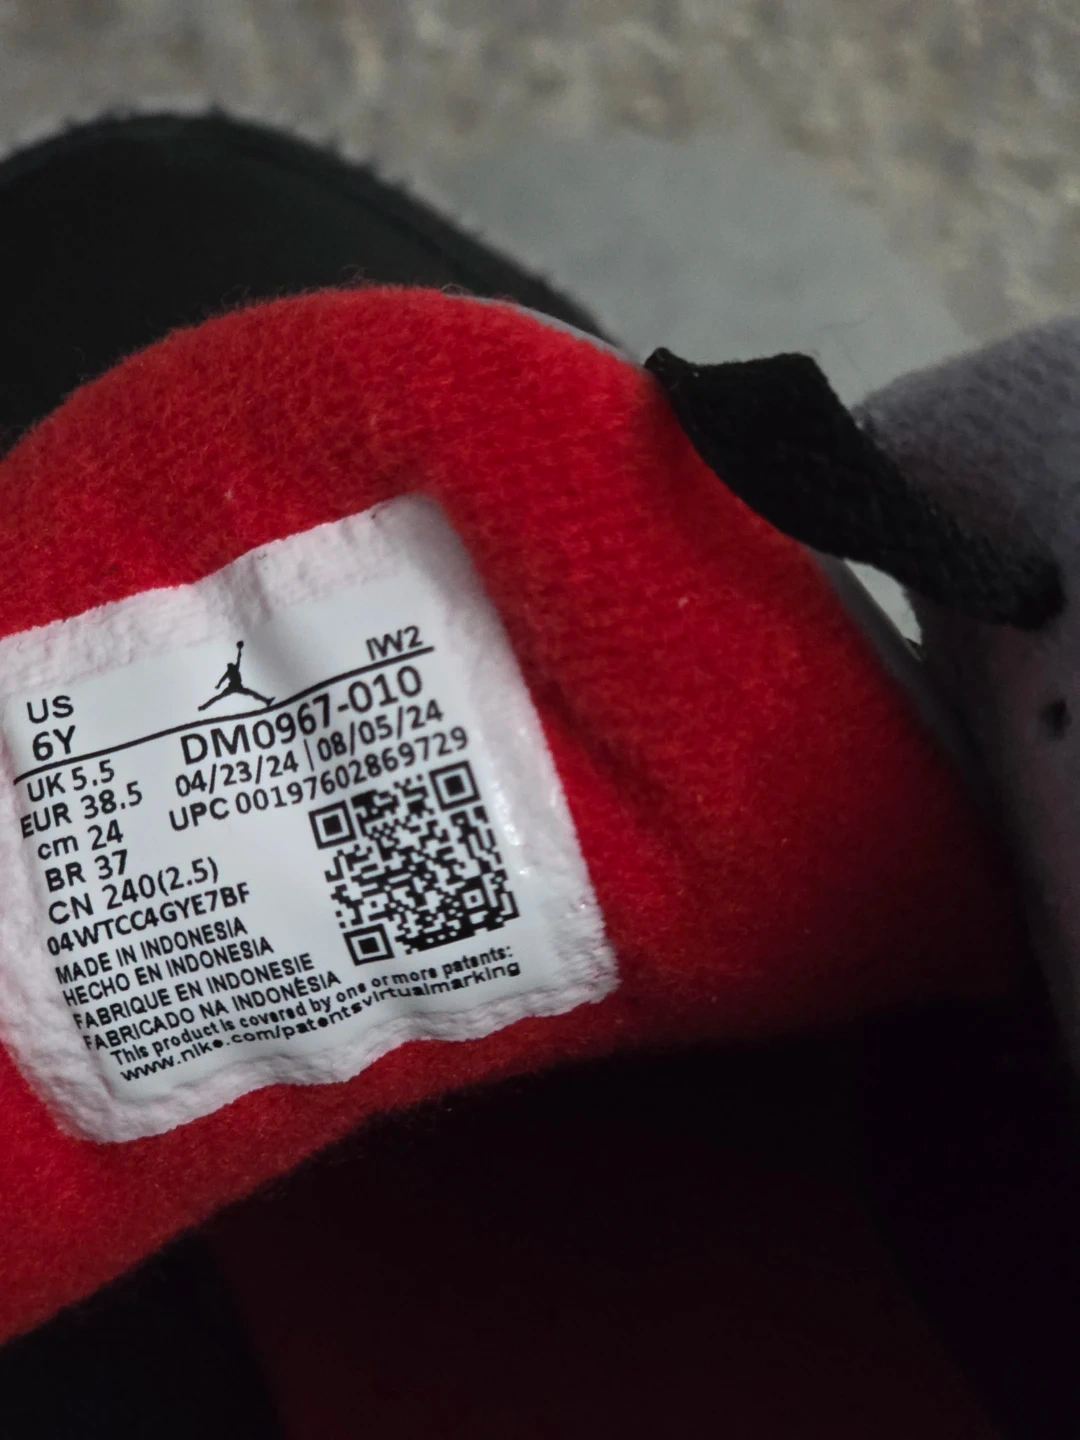 IW2
US
6Y
DM0967-010
UK 5.5
04/23/24 | 08/05/24
EUR 38.5
UPC 00197602869729
cm 24
BR 37
CN 240(2.5)
04WTCC4GYE7BF
MADE IN INDONESIA
HECHO EN INDONESIA
FABRIQUE EN INDONESIE
FABRICADO NA INDONÉSIA
This product is covered by one or more patents:
www.nike.com/patentsvirtualmarking